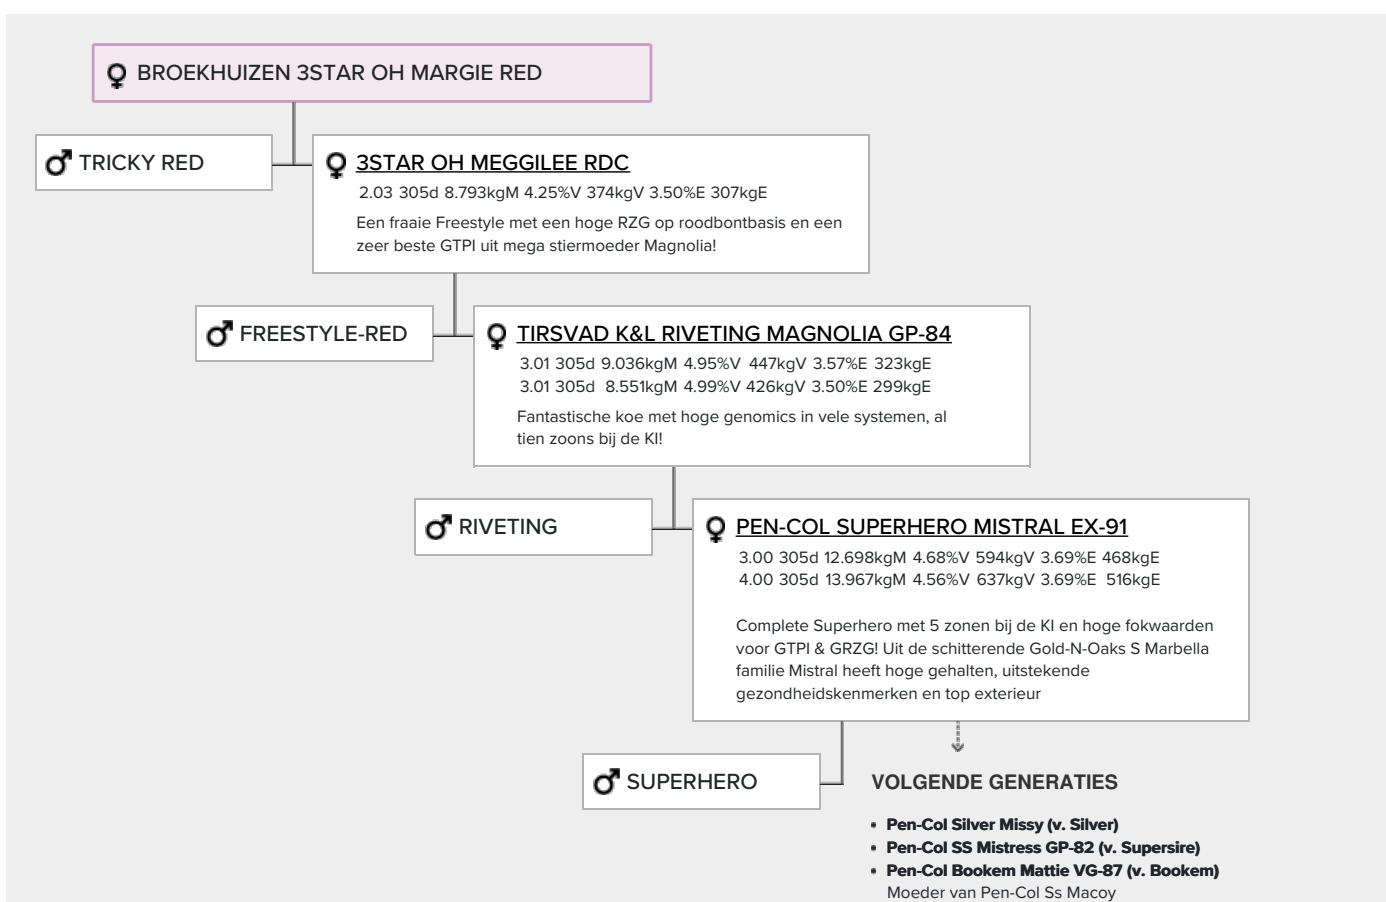 BROEKHUIZEN 3STAR OH MARGIE RED
TRICKY RED
3STAR OH MEGGILEE RDC
2.03 305d 8.793kgM 4.25%V 374kgV 3.50%E 307kgE
Een fraaie Freestyle met een hoge RZG op roodbontbasis en een
zeer beste GTPI uit mega stiermoeder Magnolia!
FREESTYLE-RED
TIRSVAD K&L RIVETING MAGNOLIA GP-84
3.01 305d 9.036kgM 4.95%V 447kgV 3.57%E 323kgE
3.01 305d 8.551kgM 4.99%V 426kgV 3.50%E 299kgE
Fantastische koe met hoge genomics in vele systemen, al
tien zoons bij de KI!
RIVETING
PEN-COL SUPERHERO MISTRAL EX-91
3.00 305d 12.698kgM 4.68%V 594kgV 3.69%E 468kgE
4.00 305d 13.967kgM 4.56%V 637kgV 3.69%E 516kgE
Complete Superhero met 5 zonen bij de KI en hoge fokwaarden
voor GTPI & GRZG! Uit de schitterende Gold-N-Oaks S Marbella
familie Mistral heeft hoge gehalten, uitstekende
gezondheidskenmerken en top exterieur
SUPERHERO
VOLGENDE GENERATIES
• Pen-Col Silver Missy (v. Silver)
• Pen-Col SS Mistress GP-82 (v. Supersire)
• Pen-Col Bookem Mattie VG-87 (v. Bookem)
Moeder van Pen-Col Ss Macoy